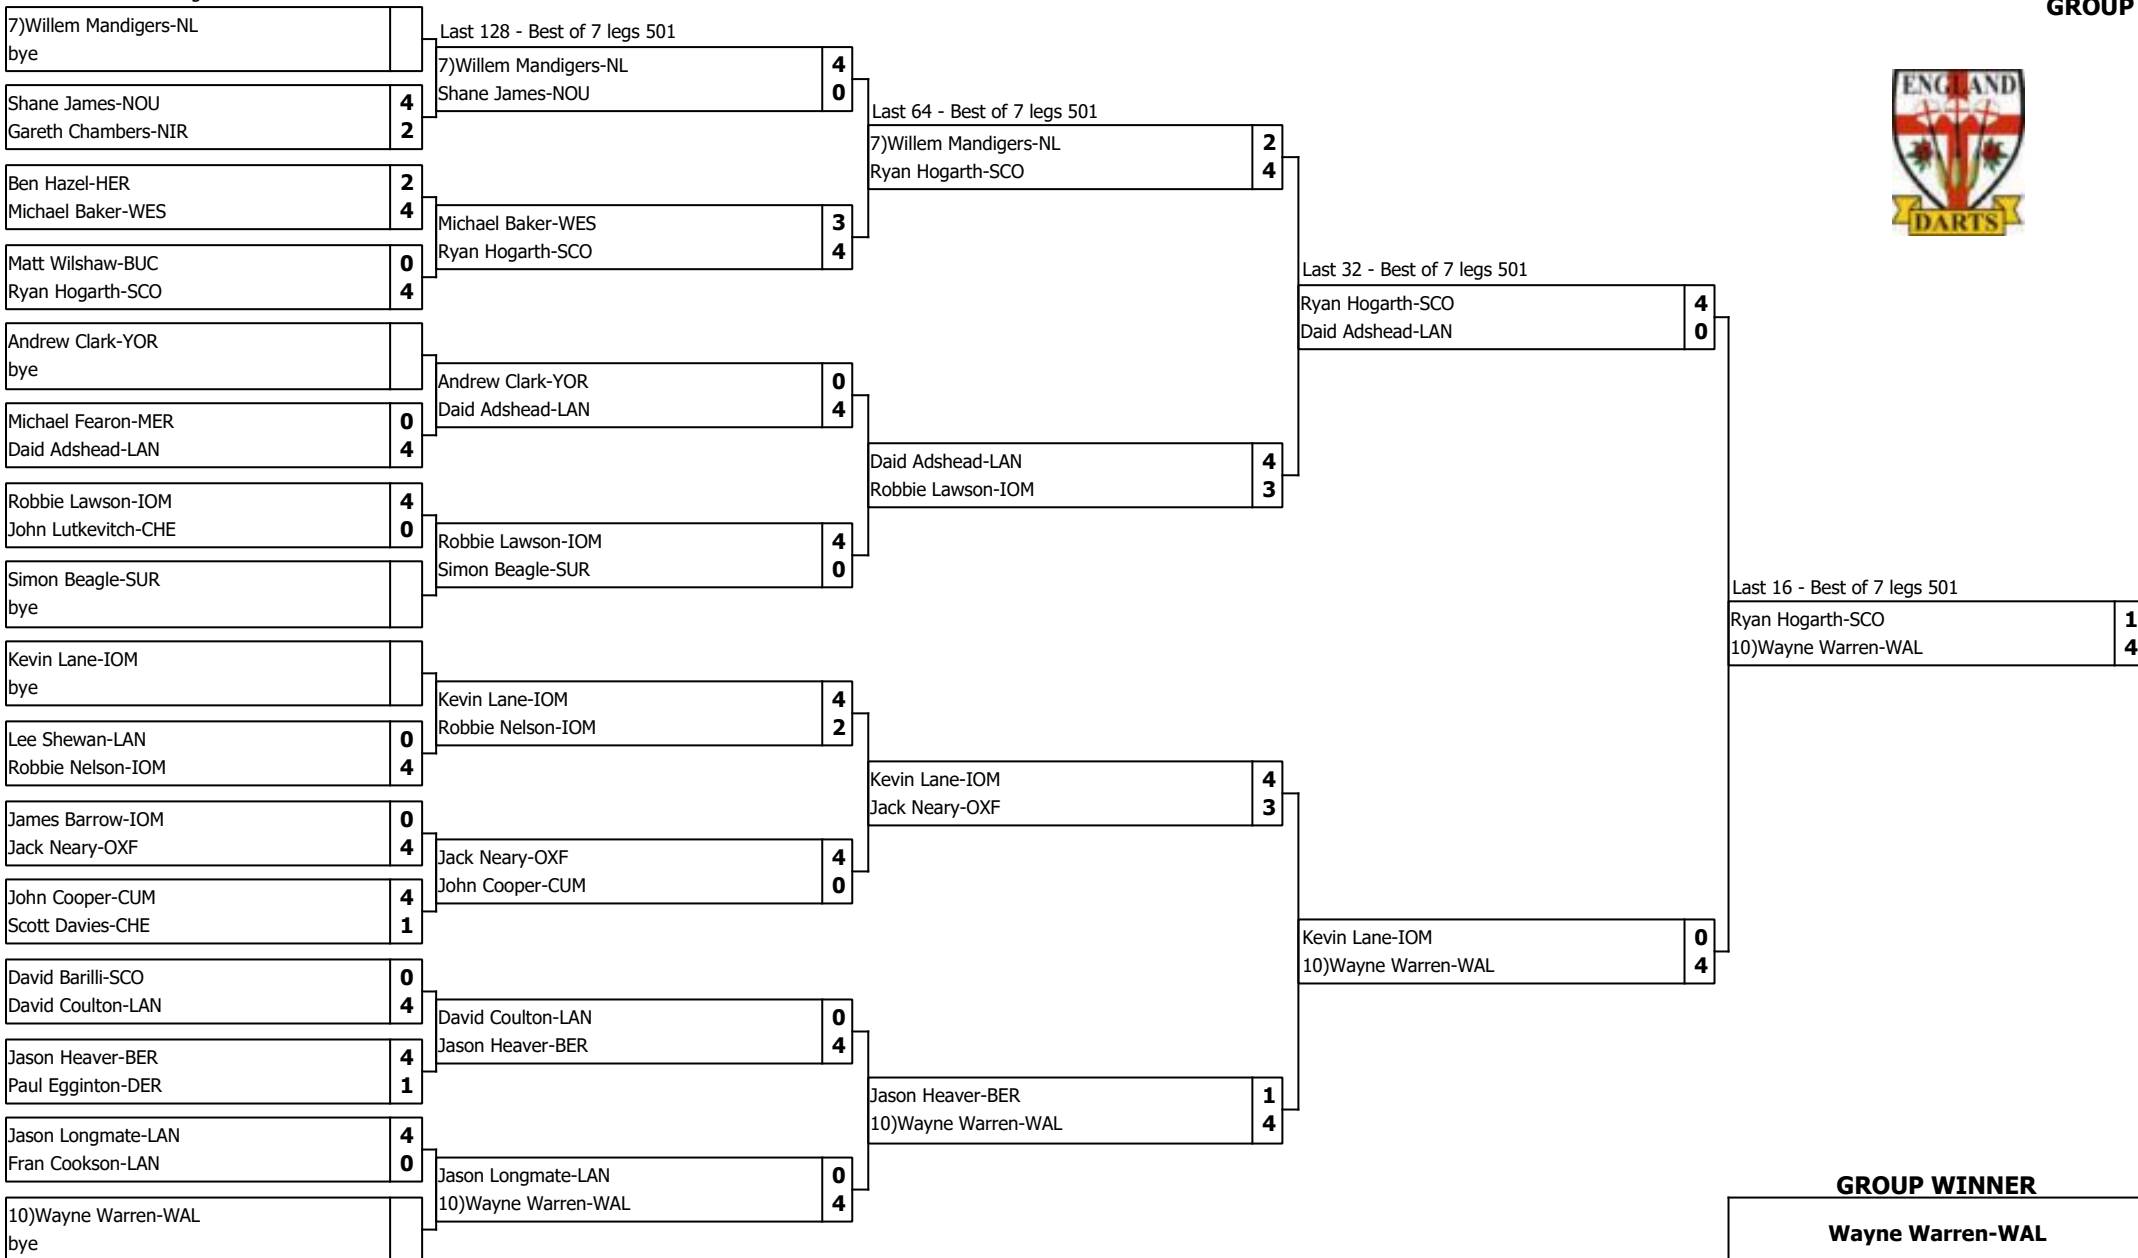 GROUP
7)Willem Mandigers-NL
bye
Shane James-NOU 4
Gareth Chambers-NIR 2
Ben Hazel-HER 2
Michael Baker-WES 4
Matt Wilshaw-BUC 0
Ryan Hogarth-SCO 4
Andrew Clark-YOR
bye
Michael Fearon-MER 0
Daid Adshead-LAN 4
Robbie Lawson-IOM 4
John Lutkevitch-CHE 0
Simon Beagle-SUR
bye
Kevin Lane-IOM
bye
Lee Shewan-LAN 0
Robbie Nelson-IOM 4
James Barrow-IOM 0
Jack Neary-OXF 4
John Cooper-CUM 4
Scott Davies-CHE 1
David Barilli-SCO 0
David Coulton-LAN 4
Jason Heaver-BER 4
Paul Egginton-DER 1
Jason Longmate-LAN 4
Fran Cookson-LAN 0
10)Wayne Warren-WAL
bye
Last 128 - Best of 7 legs 501
7)Willem Mandigers-NL 4
Shane James-NOU 0
Michael Baker-WES 3
Ryan Hogarth-SCO 4
Andrew Clark-YOR 0
Daid Adshead-LAN 4
Robbie Lawson-IOM 4
Simon Beagle-SUR 0
Kevin Lane-IOM 4
Robbie Nelson-IOM 2
Jack Neary-OXF 4
John Cooper-CUM 0
David Coulton-LAN 0
Jason Heaver-BER 4
Jason Longmate-LAN 0
10)Wayne Warren-WAL 4
Last 64 - Best of 7 legs 501
7)Willem Mandigers-NL 2
Ryan Hogarth-SCO 4
Daid Adshead-LAN 4
Robbie Lawson-IOM 3
Kevin Lane-IOM 4
Jack Neary-OXF 3
Jason Heaver-BER 1
10)Wayne Warren-WAL 4
Last 32 - Best of 7 legs 501
Ryan Hogarth-SCO 4
Daid Adshead-LAN 0
Kevin Lane-IOM 0
10)Wayne Warren-WAL 4
ENGLAND
DARTS
Last 16 - Best of 7 legs 501
Ryan Hogarth-SCO 1
10)Wayne Warren-WAL 4
GROUP WINNER
Wayne Warren-WAL